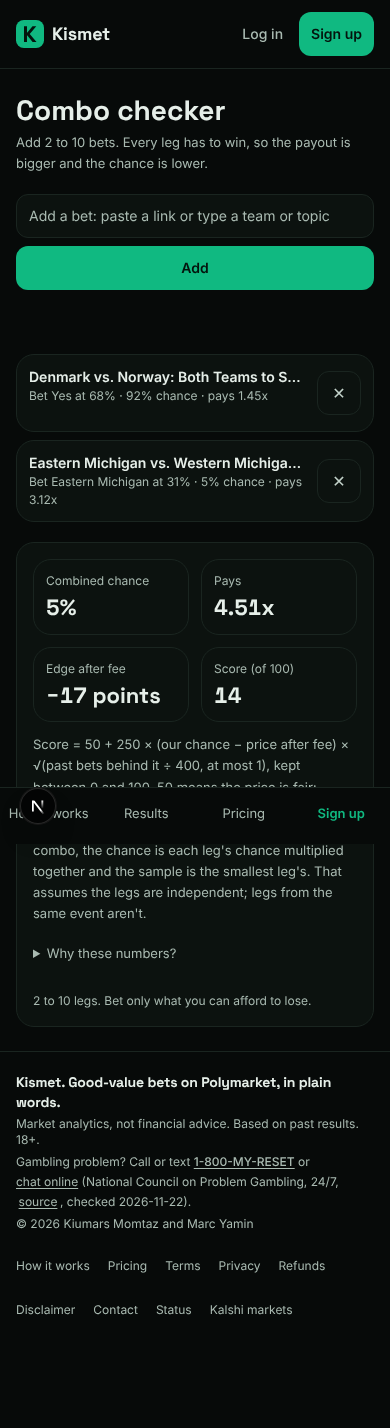 Kismet
Log in
Sign up
Combo checker
Add 2 to 10 bets. Every leg has to win, so the payout is
bigger and the chance is lower.
Add a bet: paste a link or type a team or topic
Add
Denmark vs. Norway: Both Teams to S...
Bet Yes at 68% · 92% chance · pays 1.45x
✕
Eastern Michigan vs. Western Michiga...
Bet Eastern Michigan at 31% · 5% chance · pays
3.12x
✕
Combined chance
5%
Pays
4.51x
Edge after fee
−17 points
Score (of 100)
14
Score = 50 + 250 × (our chance − price after fee) ×
√(past bets behind it ÷ 400, at most 1), kept
between 0 and 100. 50 means the price is fair;
N
works
Results
Pricing
Sign up
combo, the chance is each leg's chance multiplied
together and the sample is the smallest leg's. That
assumes the legs are independent; legs from the
same event aren't.
▶ Why these numbers?
2 to 10 legs. Bet only what you can afford to lose.
Kismet. Good-value bets on Polymarket, in plain
words.
Market analytics, not financial advice. Based on past results.
18+.
Gambling problem? Call or text 1-800-MY-RESET or
chat online (National Council on Problem Gambling, 24/7,
source , checked 2026-11-22).
© 2026 Kiumars Momtaz and Marc Yamin
How it works
Pricing
Terms
Privacy
Refunds
Disclaimer
Contact
Status
Kalshi markets